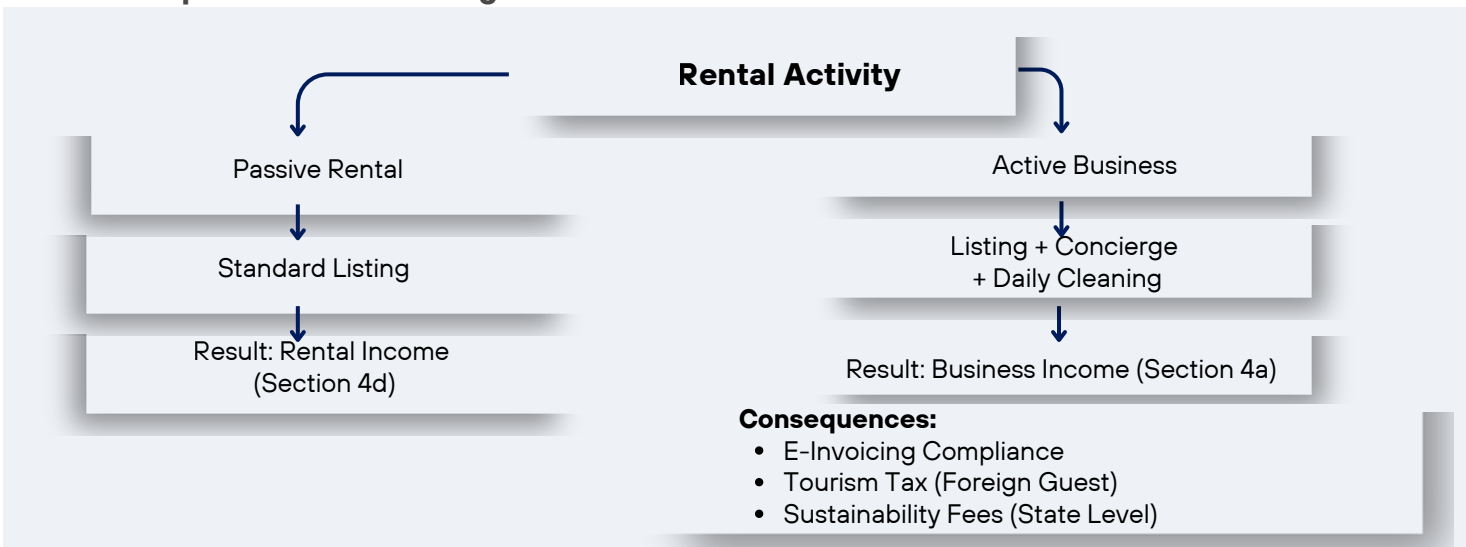 Rental Activity
Passive Rental
Standard Listing
Result: Rental Income
(Section 4d)
Active Business
Listing + Concierge
+ Daily Cleaning
Result: Business Income (Section 4a)
Consequences:
• E-Invoicing Compliance
• Tourism Tax (Foreign Guest)
• Sustainability Fees (State Level)